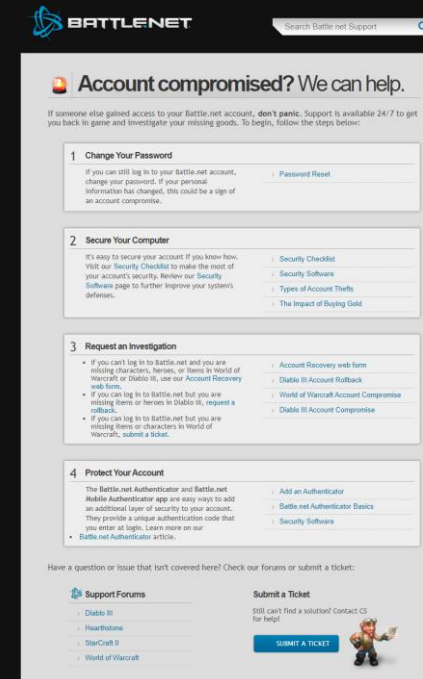 BATTLE.NET
Search Battle.net Support
Account compromised? We can help.
If someone else gained access to your Battle.net account, don't panic. Support is available 24/7 to get
you back in game and investigate your missing goods. To begin, follow the steps below:
1 Change Your Password
If you can still log in to your Battle.net account,
change your password. If your personal
information has changed, this could be a sign of
an account compromise.
› Password Reset
2 Secure Your Computer
It's easy to secure your account if you know how.
Visit our Security Checklist to make the most of
your account's security. Review our Security
Software page to further improve your system's
defenses.
› Security Checklist
› Security Software
› Types of Account Thefts
› The Impact of Buying Gold
3 Request an Investigation
• If you can't log in to Battle.net and you are
missing characters, heroes, or items in World of
Warcraft or Diablo III, use our Account Recovery
web form.
• If you can log in to Battle.net but you are
missing items or heroes in Diablo III, request a
rollback.
• If you can log in to Battle.net but you are
missing items or characters in World of
Warcraft, submit a ticket.
› Account Recovery web form
› Diablo III Account Rollback
› World of Warcraft Account Compromise
› Diablo III Account Compromise
4 Protect Your Account
The Battle.net Authenticator and Battle.net
Mobile Authenticator app are easy ways to add
an additional layer of security to your account.
They provide a unique authentication code that
you enter at login. Learn more on our
• Battle.net Authenticator article.
› Add an Authenticator
› Battle.net Authenticator Basics
› Security Software
Have a question or issue that isn't covered here? Check our forums or submit a ticket:
Support Forums
› Diablo III
› Hearthstone
› StarCraft II
› World of Warcraft
Submit a Ticket
Still can't find a solution? Contact CS
for help!
SUBMIT A TICKET